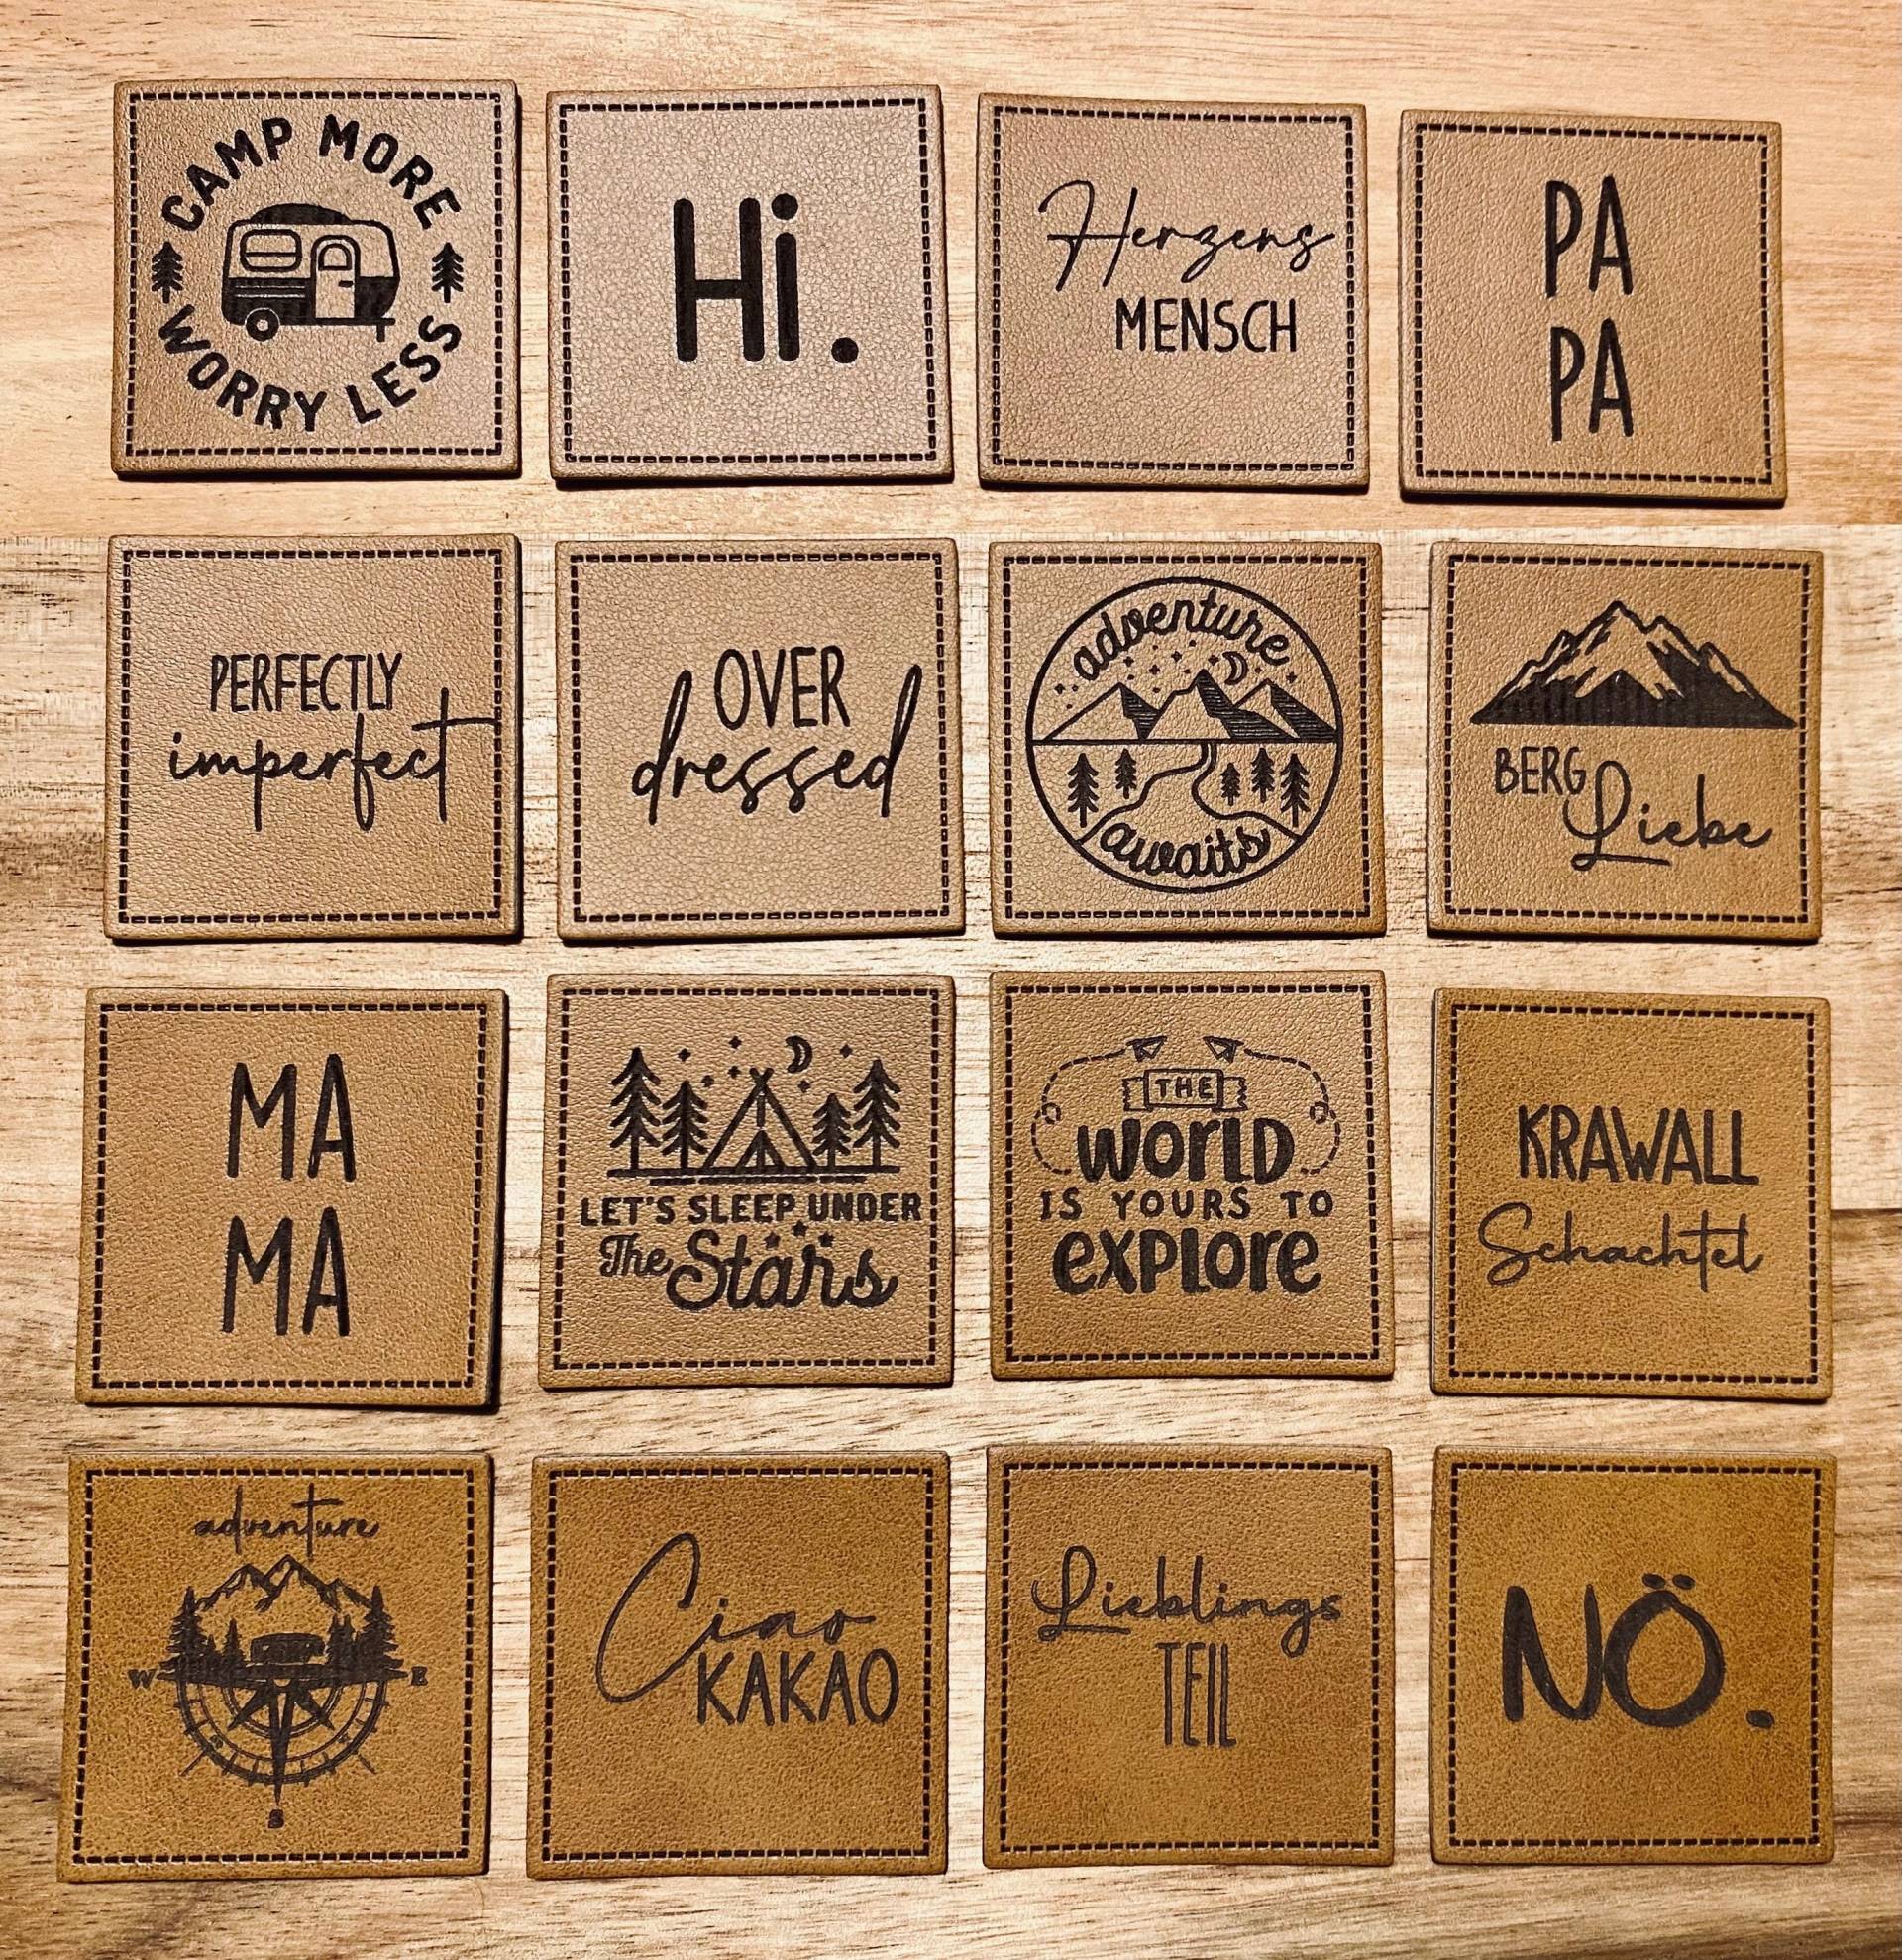 CAMP MORE
WORRY LESS
Hi.
Herzens
MENSCH
PA
PA
PERFECTLY
imperfect
OVER
dressed
adventure
awaits
BERG
Liebe
MA
MA
LET'S SLEEP UNDER
The Stars
THE
WORLD
IS YOURS TO
EXPLORE
KRAWALL
Schachtel
adventure
W E
S
Ciao
KAKAO
Lieblings
TEIL
NÖ.